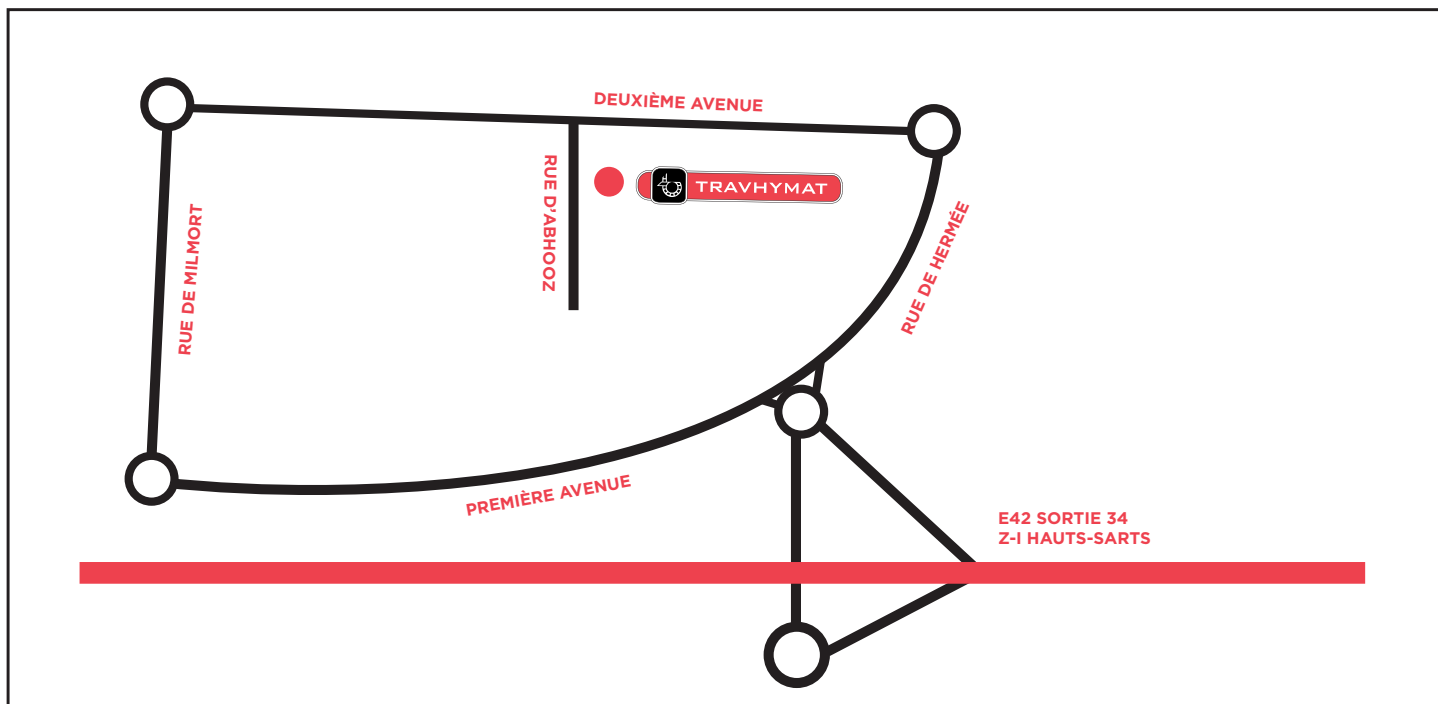 DEUXIÈME AVENUE
RUE D'ABHOOZ
TRAVHYMAT
RUE DE MILMORT
RUE DE HERMÉE
PREMIÈRE AVENUE
E42 SORTIE 34
Z-I HAUTS-SARTS